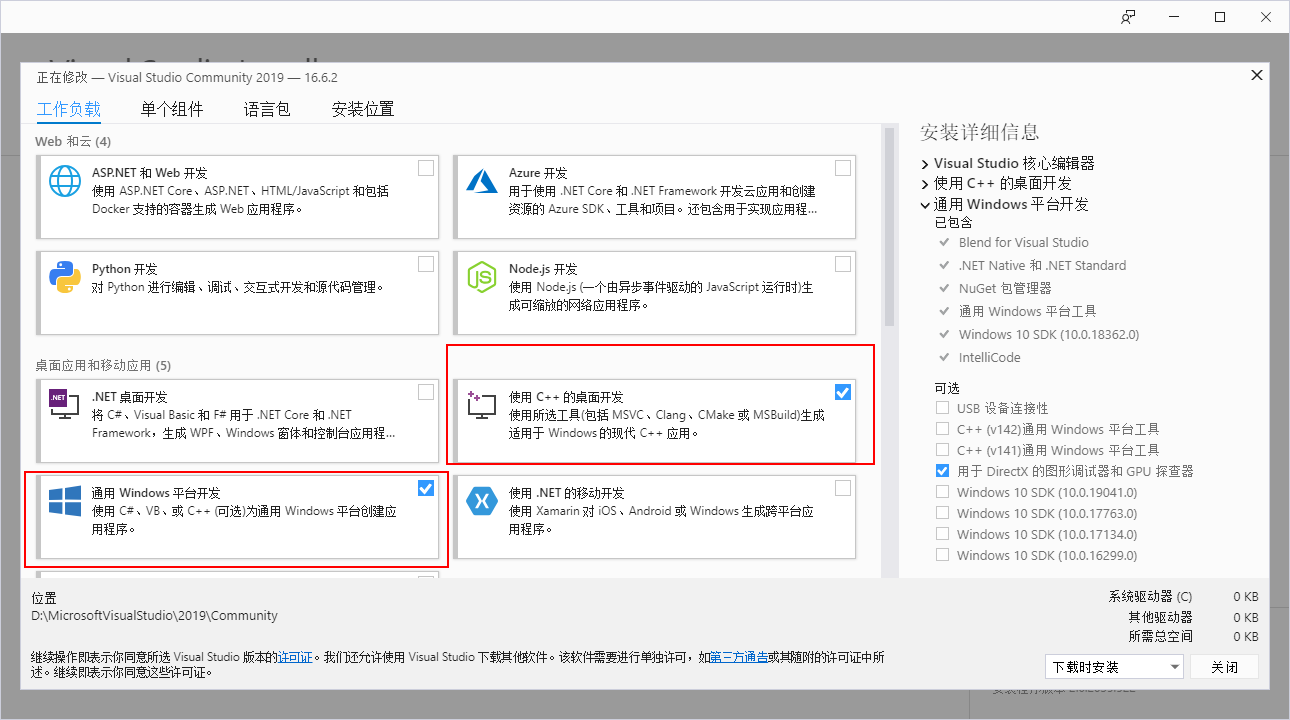 正在修改 — Visual Studio Community 2019 — 16.6.2
工作负载
单个组件
语言包
安装位置
Web 和云 (4)
ASP.NET 和 Web 开发
使用 ASP.NET Core、ASP.NET、HTML/JavaScript 和包括
Docker 支持的容器生成 Web 应用程序。
Azure 开发
用于使用 .NET Core 和 .NET Framework 开发云应用和创建
资源的 Azure SDK、工具和项目。还包含用于实现应用程...
Python 开发
对 Python 进行编辑、调试、交互式开发和源代码管理。
Node.js 开发
使用 Node.js (一个由异步事件驱动的 JavaScript 运行时)生
成可缩放的网络应用程序。
JS
桌面应用和移动应用 (5)
.NET
.NET 桌面开发
将 C#、Visual Basic 和 F# 用于 .NET Core 和 .NET
Framework，生成 WPF、Windows 窗体和控制台应用程...
使用 C++ 的桌面开发
使用所选工具(包括 MSVC、Clang、CMake 或 MSBuild)生成
适用于 Windows 的现代 C++ 应用。
通用 Windows 平台开发
使用 C#、VB、或 C++ (可选)为通用 Windows 平台创建应
用程序。
使用 .NET 的移动开发
使用 Xamarin 对 iOS、Android 或 Windows 生成跨平台应
用程序。
安装详细信息
Visual Studio 核心编辑器
使用 C++ 的桌面开发
通用 Windows 平台开发
已包含
Blend for Visual Studio
.NET Native 和 .NET Standard
NuGet 包管理器
通用 Windows 平台工具
Windows 10 SDK (10.0.18362.0)
IntelliCode
可选
USB 设备连接性
C++ (v142)通用 Windows 平台工具
C++ (v141)通用 Windows 平台工具
用于 DirectX 的图形调试器和 GPU 探查器
Windows 10 SDK (10.0.19041.0)
Windows 10 SDK (10.0.17763.0)
Windows 10 SDK (10.0.17134.0)
Windows 10 SDK (10.0.16299.0)
位置
D:\MicrosoftVisualStudio\2019\Community
系统驱动器 (C) 0 KB
其他驱动器 0 KB
所需总空间 0 KB
继续操作即表示你同意所选 Visual Studio 版本的许可证。我们还允许使用 Visual Studio 下载其他软件。该软件需要进行单独许可，如第三方通告或其随附的许可证中所
述。继续即表示你同意这些许可证。
下载时安装
关闭